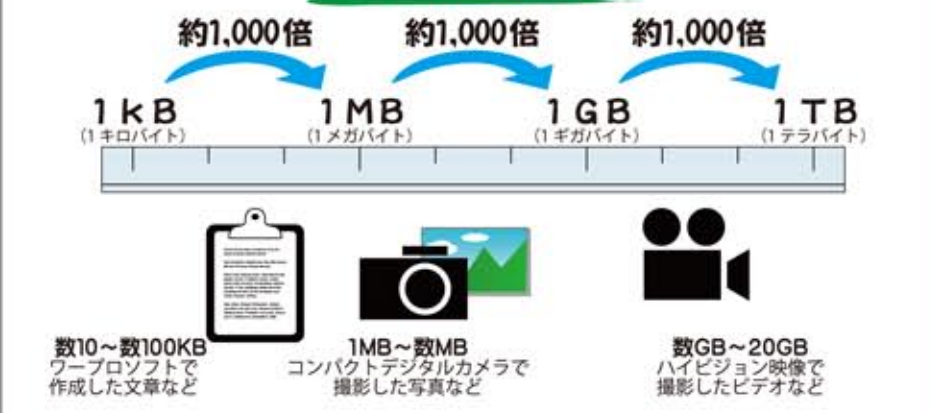 約1,000倍 約1,000倍 約1,000倍
1kB 1MB 1GB 1TB
(1キロバイト) (1メガバイト) (1ギガバイト) (1テラバイト)
数10～数100KB
ワープロソフトで
作成した文章など
1MB～数MB
コンパクトデジタルカメラで
撮影した写真など
数GB～20GB
ハイビジョン映像で
撮影したビデオなど